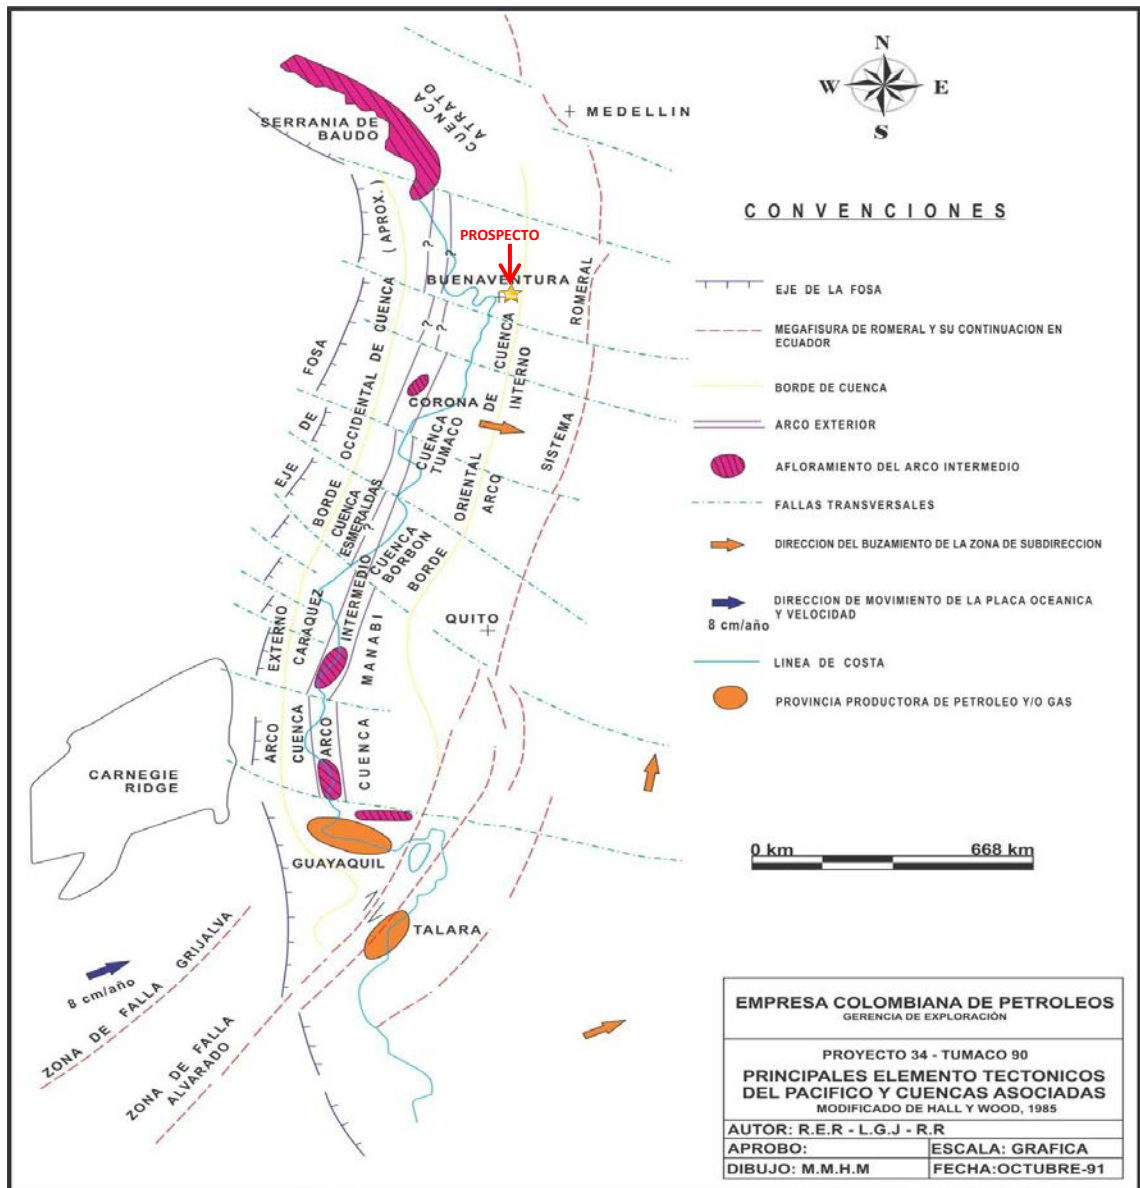 N
W
E
S
MEDELLIN
CUENCA
ATRATO
SERRANIA DE
BAUDO
( APROX. )
?
?
PROSPECTO
BUENAVENTURA
?
?
CORONA
EJE DE FOSA
BORDE OCCIDENTAL DE CUENCA
CUENCA
TUMACO
BORDE ORIENTAL DE CUENCA
ARCO INTERNO
SISTEMA ROMERAL
CUENCA
ESMERALDAS
?
CUENCA
BORBON
QUITO
ARCO EXTERNO
CUENCA CARAQUEZ
ARCO INTERMEDIO
CUENCA MANABI
CARNEGIE
RIDGE
GUAYAQUIL
TALARA
8 cm/año
ZONA DE FALLA GRIJALVA
ZONA DE FALLA
ALVARADO
CONVENCIONES
EJE DE LA FOSA
MEGAFISURA DE ROMERAL Y SU CONTINUACION EN
ECUADOR
BORDE DE CUENCA
ARCO EXTERIOR
AFLORAMIENTO DEL ARCO INTERMEDIO
FALLAS TRANSVERSALES
DIRECCION DEL BUZAMIENTO DE LA ZONA DE SUBDIRECCION
DIRECCION DE MOVIMIENTO DE LA PLACA OCEANICA
Y VELOCIDAD
8 cm/año
LINEA DE COSTA
PROVINCIA PRODUCTORA DE PETROLEO Y/O GAS
0 km 668 km
EMPRESA COLOMBIANA DE PETROLEOS
GERENCIA DE EXPLORACIÓN
PROYECTO 34 - TUMACO 90
PRINCIPALES ELEMENTO TECTONICOS
DEL PACIFICO Y CUENCAS ASOCIADAS
MODIFICADO DE HALL Y WOOD, 1985
AUTOR: R.E.R - L.G.J - R.R
APROBO: ESCALA: GRAFICA
DIBUJO: M.M.H.M FECHA:OCTUBRE-91